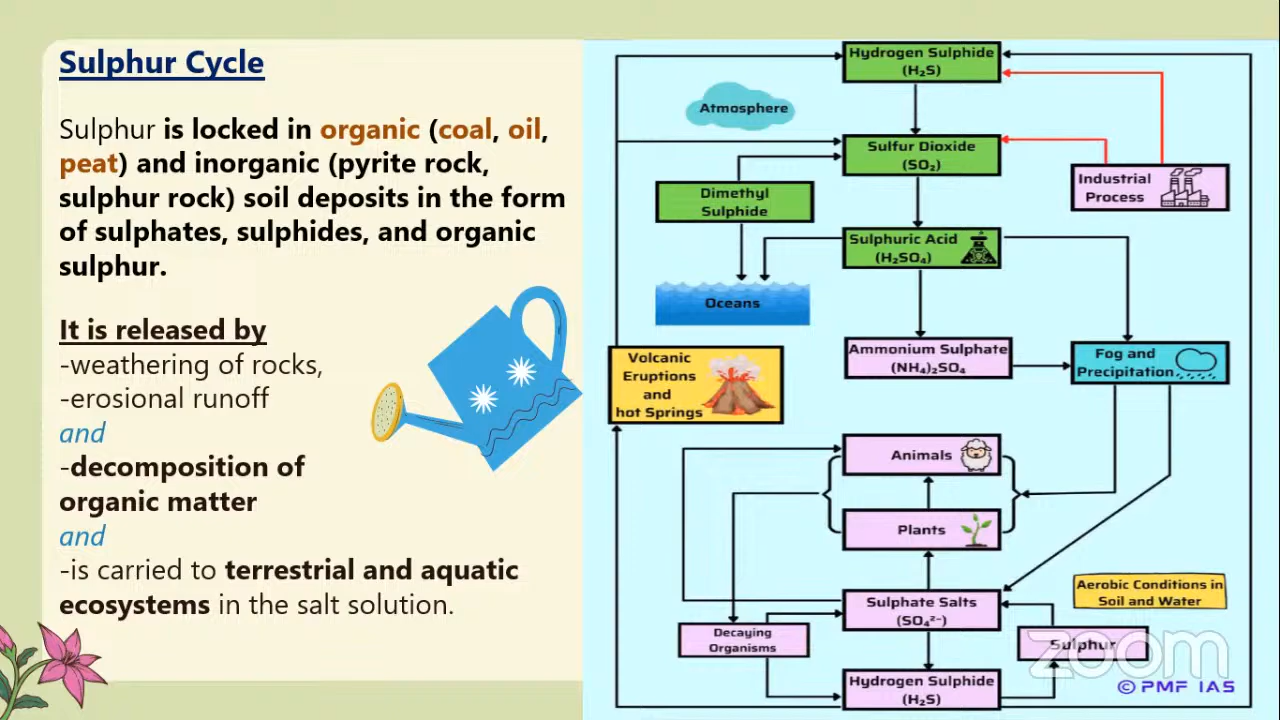 Sulphur Cycle
Sulphur is locked in organic (coal, oil,
peat) and inorganic (pyrite rock,
sulphur rock) soil deposits in the form
of sulphates, sulphides, and organic
sulphur.
It is released by
-weathering of rocks,
-erosional runoff
and
-decomposition of
organic matter
and
-is carried to terrestrial and aquatic
ecosystems in the salt solution.
Hydrogen Sulphide
(H₂S)
Atmosphere
Sulfur Dioxide
(SO₂)
Industrial
Process
Dimethyl
Sulphide
Sulphuric Acid
(H₂SO₄)
Oceans
Volcanic
Eruptions
and
hot Springs
Ammonium Sulphate
(NH₄)₂SO₄
Fog and
Precipitation
Animals
Plants
Aerobic Conditions in
Soil and Water
Sulphate Salts
(SO₄²⁻)
Decaying
Organisms
Sulphur
zoom
Hydrogen Sulphide
(H₂S)
© PMF IAS